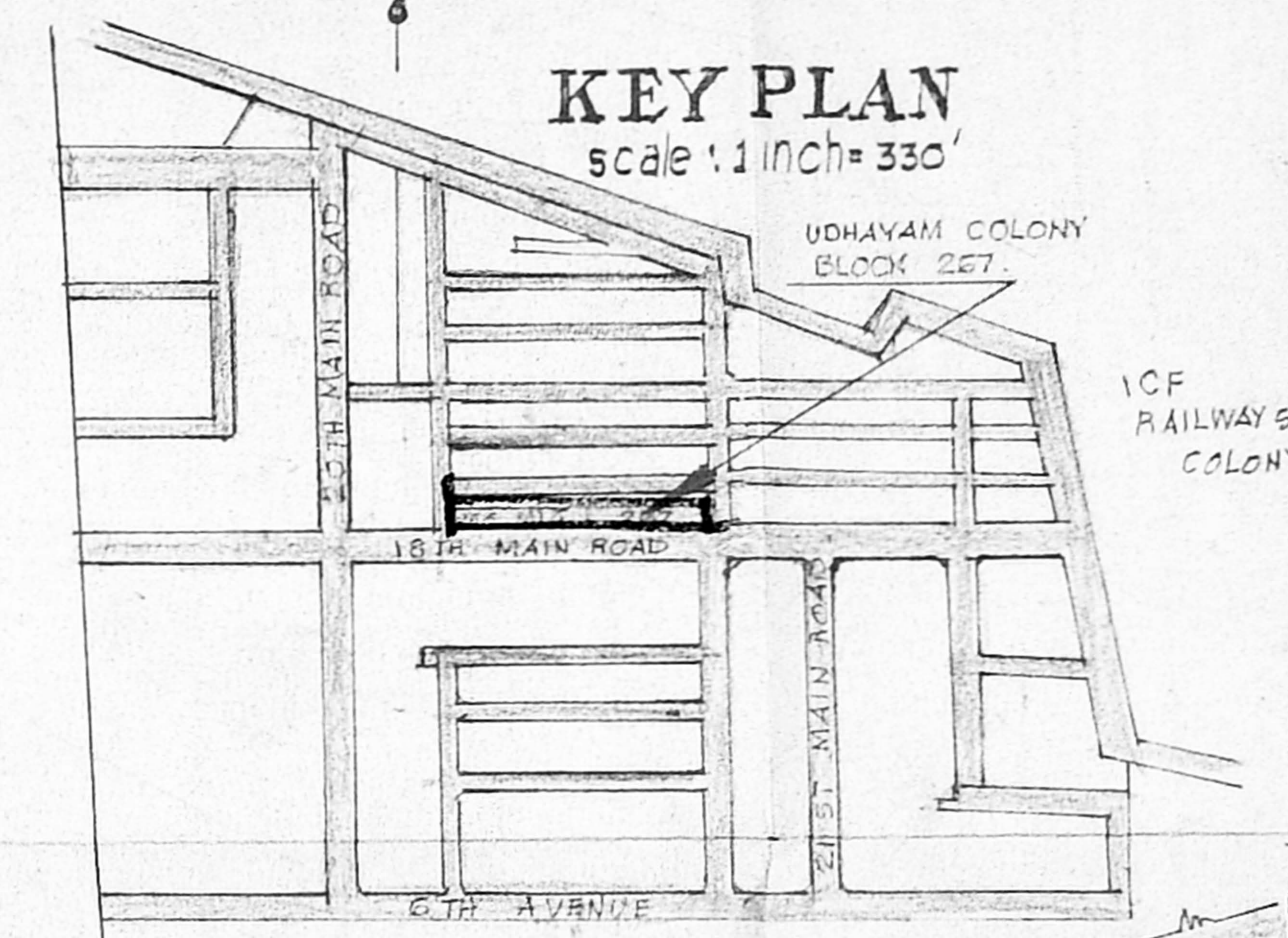 6
KEY PLAN
scale : 1 inch = 330'
UDHAYAM COLONY
BLOCK 267.
ICF
RAILWAYS
COLONY
20TH MAIN ROAD
18TH MAIN ROAD
21ST MAIN ROAD
6TH AVENUE